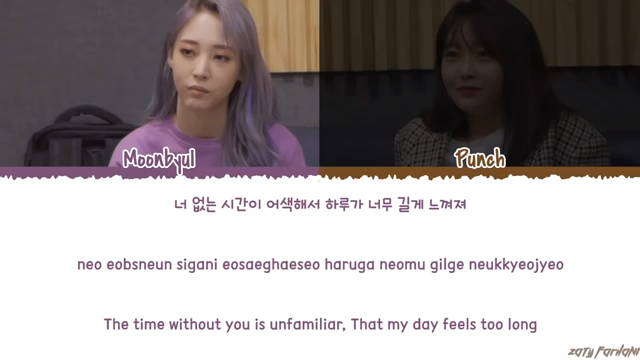 Moonbyul Punch
너 없는 시간이 어색해서 하루가 너무 길게 느껴져
neo eobsneun sigani eosaeghaeseo haruga neomu gilge neukkyeojyeo
The time without you is unfamiliar, That my day feels too long
zaty Farhani